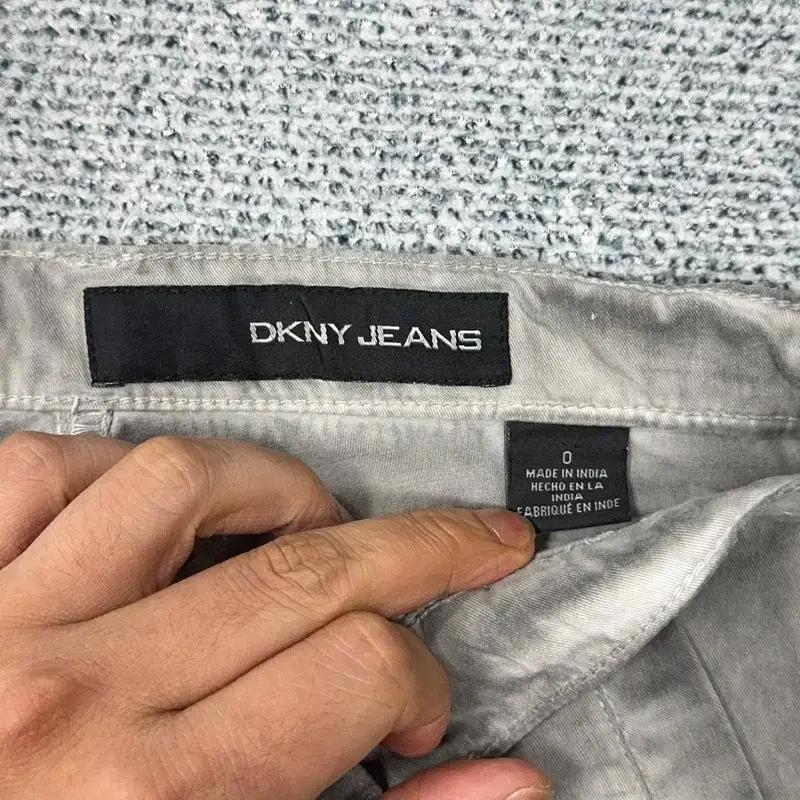 DKNY JEANS
0
MADE IN INDIA
HECHO EN LA
INDIA
FABRIQUÉ EN INDE